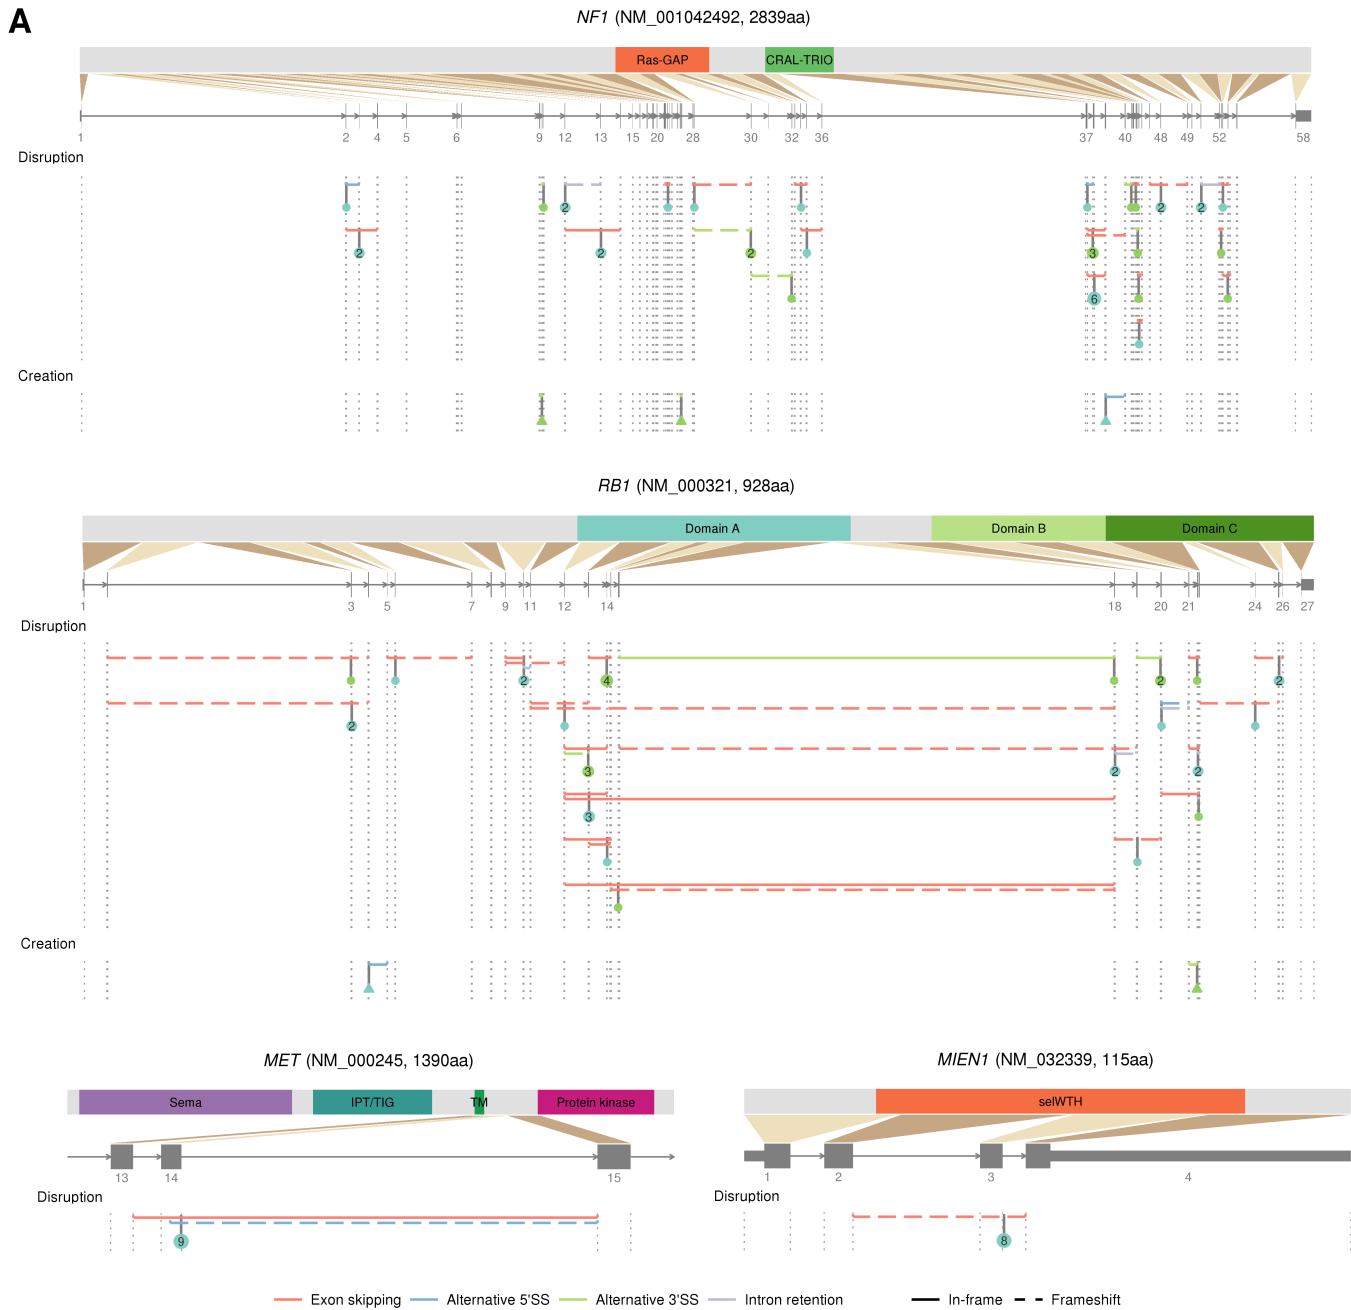 A
NF1 (NM_001042492, 2839aa)
Ras-GAP CRAL-TRIO
1 2 4 5 6 9 12 13 15 20 28 30 32 36 37 40 48 49 52 58
Disruption
2 2 2
2 2 2 3
6
Creation
RB1 (NM_000321, 928aa)
Domain A Domain B Domain C
1 3 5 7 9 11 12 14 18 20 21 24 26 27
Disruption
2 4 2 2
2
3 2 2
3
Creation
MET (NM_000245, 1390aa)
Sema IPT/TIG TM Protein kinase
13 14 15
Disruption
9
MIEN1 (NM_032339, 115aa)
selWTH
1 2 3 4
Disruption
8
Exon skipping Alternative 5'SS Alternative 3'SS Intron retention In-frame Frameshift